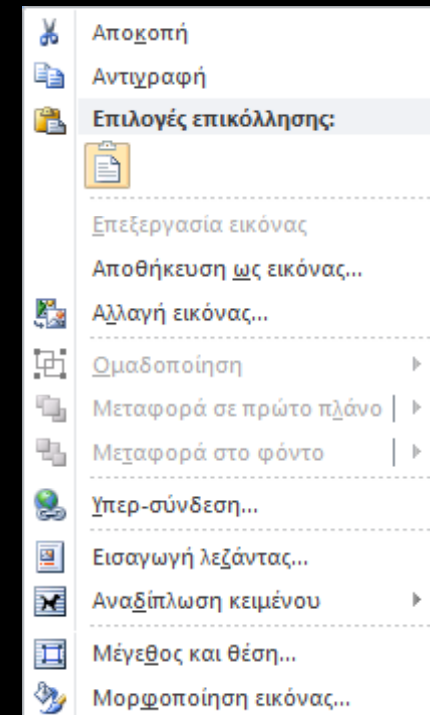 Αποκοπή
Αντιγραφή
Επιλογές επικόλλησης:
Επεξεργασία εικόνας
Αποθήκευση ως εικόνας...
Αλλαγή εικόνας...
Ομαδοποίηση
Μεταφορά σε πρώτο πλάνο
Μεταφορά στο φόντο
Υπερ-σύνδεση...
Εισαγωγή λεζάντας...
Αναδίπλωση κειμένου
Μέγεθος και θέση...
Μορφοποίηση εικόνας...